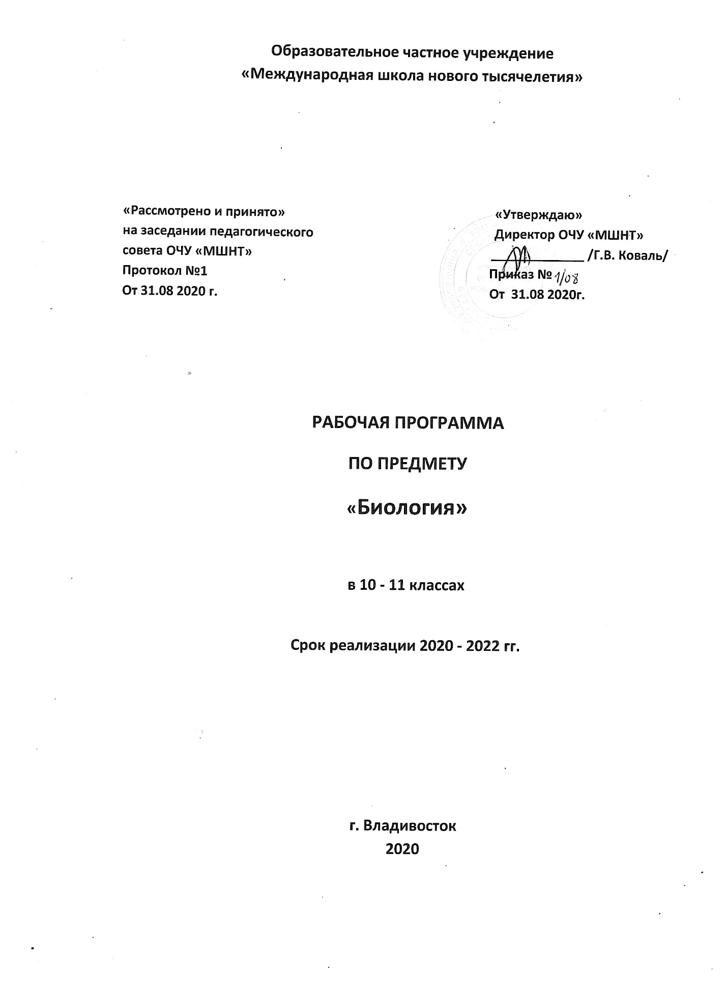 Образовательное частное учреждение
«Международная школа нового тысячелетия»
«Рассмотрено и принято»
на заседании педагогического
совета ОЧУ «МШНТ»
Протокол №1
От 31.08 2020 г.
«Утверждаю»
Директор ОЧУ «МШНТ»
/Г.В. Коваль/
Приказ № 1/08
От 31.08 2020г.
РАБОЧАЯ ПРОГРАММА
ПО ПРЕДМЕТУ
«Биология»
в 10 - 11 классах
Срок реализации 2020 - 2022 гг.
г. Владивосток
2020